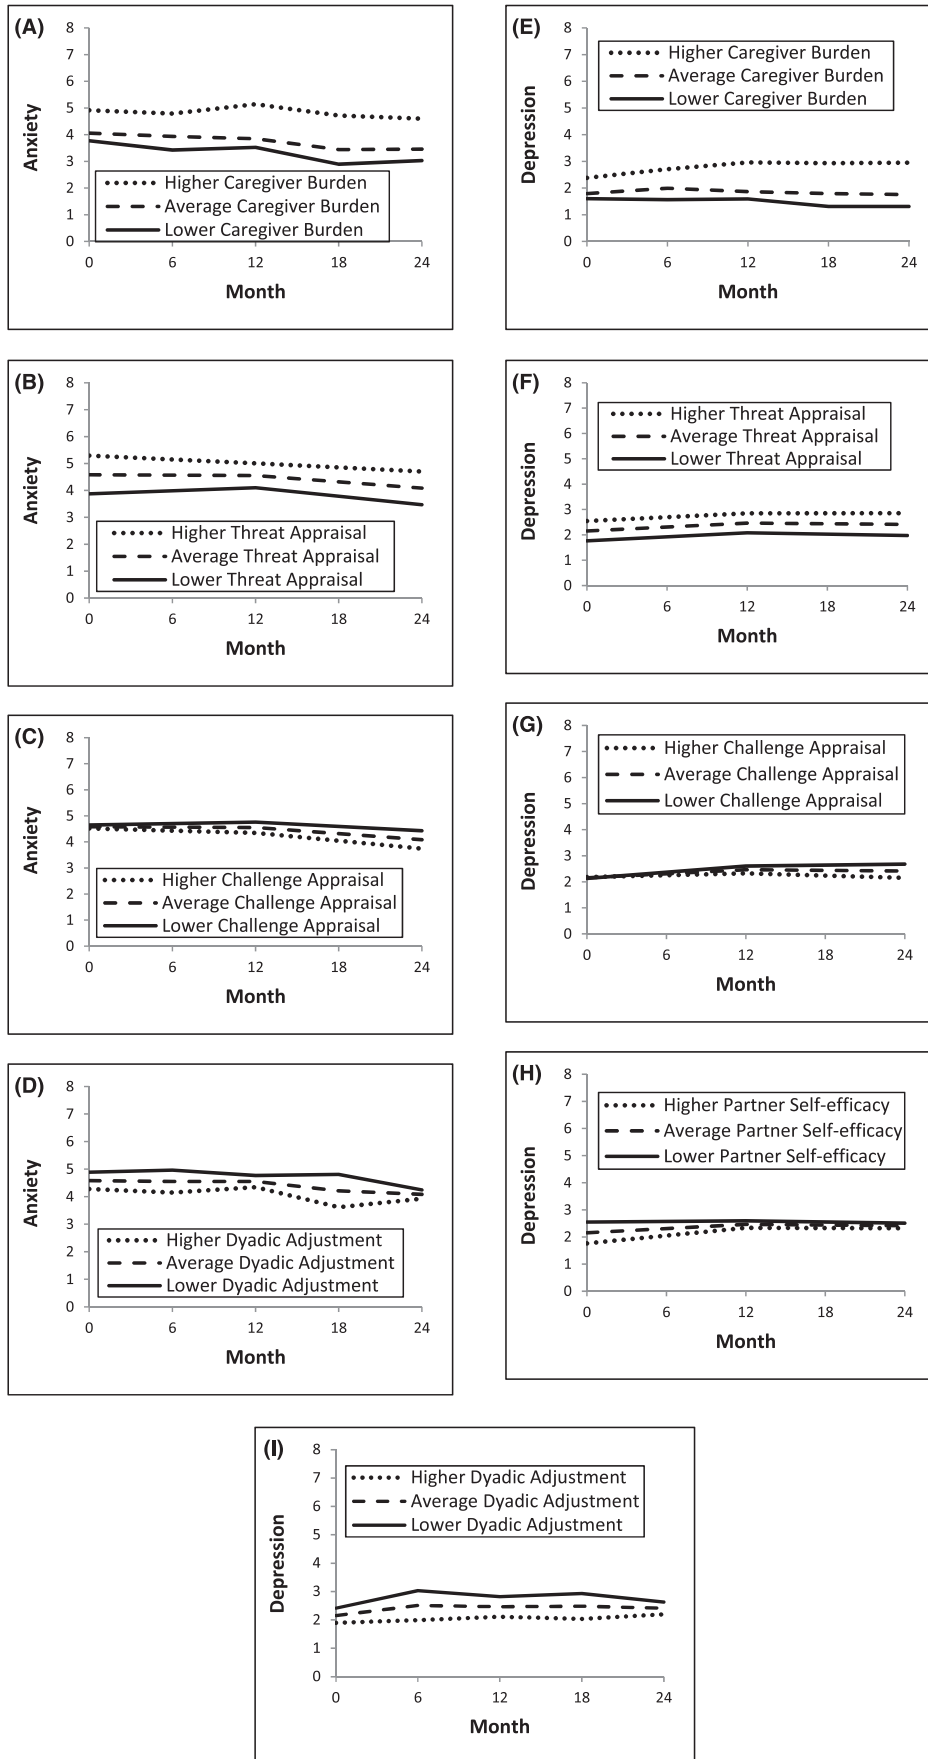 (A)
8
7
6
5
4
3
2
1
0
Anxiety
Higher Caregiver Burden
Average Caregiver Burden
Lower Caregiver Burden
0 6 12 18 24
Month
(E)
8
7
6
5
4
3
2
1
0
Depression
Higher Caregiver Burden
Average Caregiver Burden
Lower Caregiver Burden
0 6 12 18 24
Month
(B)
8
7
6
5
4
3
2
1
0
Anxiety
Higher Threat Appraisal
Average Threat Appraisal
Lower Threat Appraisal
0 6 12 18 24
Month
(F)
8
7
6
5
4
3
2
1
0
Depression
Higher Threat Appraisal
Average Threat Appraisal
Lower Threat Appraisal
0 6 12 18 24
Month
(C)
8
7
6
5
4
3
2
1
0
Anxiety
Higher Challenge Appraisal
Average Challenge Appraisal
Lower Challenge Appraisal
0 6 12 18 24
Month
(G)
8
7
6
5
4
3
2
1
0
Depression
Higher Challenge Appraisal
Average Challenge Appraisal
Lower Challenge Appraisal
0 6 12 18 24
Month
(D)
8
7
6
5
4
3
2
1
0
Anxiety
Higher Dyadic Adjustment
Average Dyadic Adjustment
Lower Dyadic Adjustment
0 6 12 18 24
Month
(H)
8
7
6
5
4
3
2
1
0
Depression
Higher Partner Self-efficacy
Average Partner Self-efficacy
Lower Partner Self-efficacy
0 6 12 18 24
Month
(I)
8
7
6
5
4
3
2
1
0
Depression
Higher Dyadic Adjustment
Average Dyadic Adjustment
Lower Dyadic Adjustment
0 6 12 18 24
Month